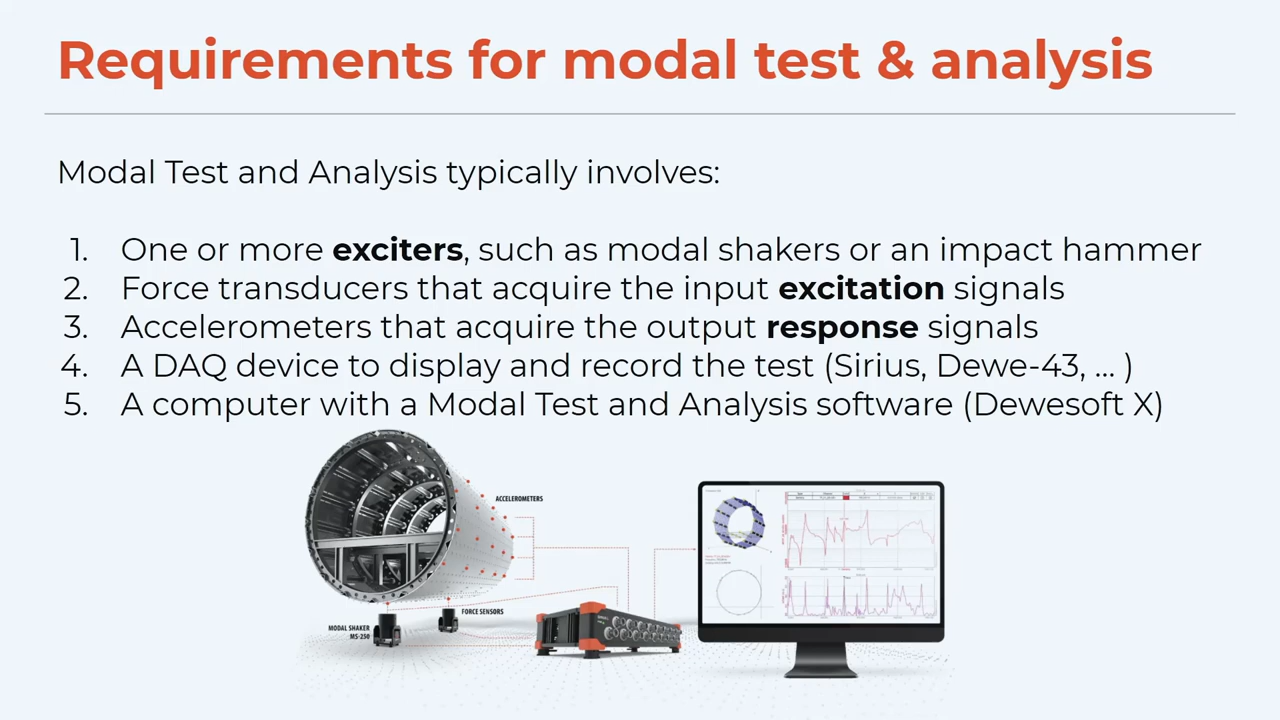 Requirements for modal test & analysis
Modal Test and Analysis typically involves:
1. One or more exciters, such as modal shakers or an impact hammer
2. Force transducers that acquire the input excitation signals
3. Accelerometers that acquire the output response signals
4. A DAQ device to display and record the test (Sirius, Dewe-43, ... )
5. A computer with a Modal Test and Analysis software (Dewesoft X)
ACCELEROMETERS
FORCE SENSORS
MODAL SHAKER
MS-250